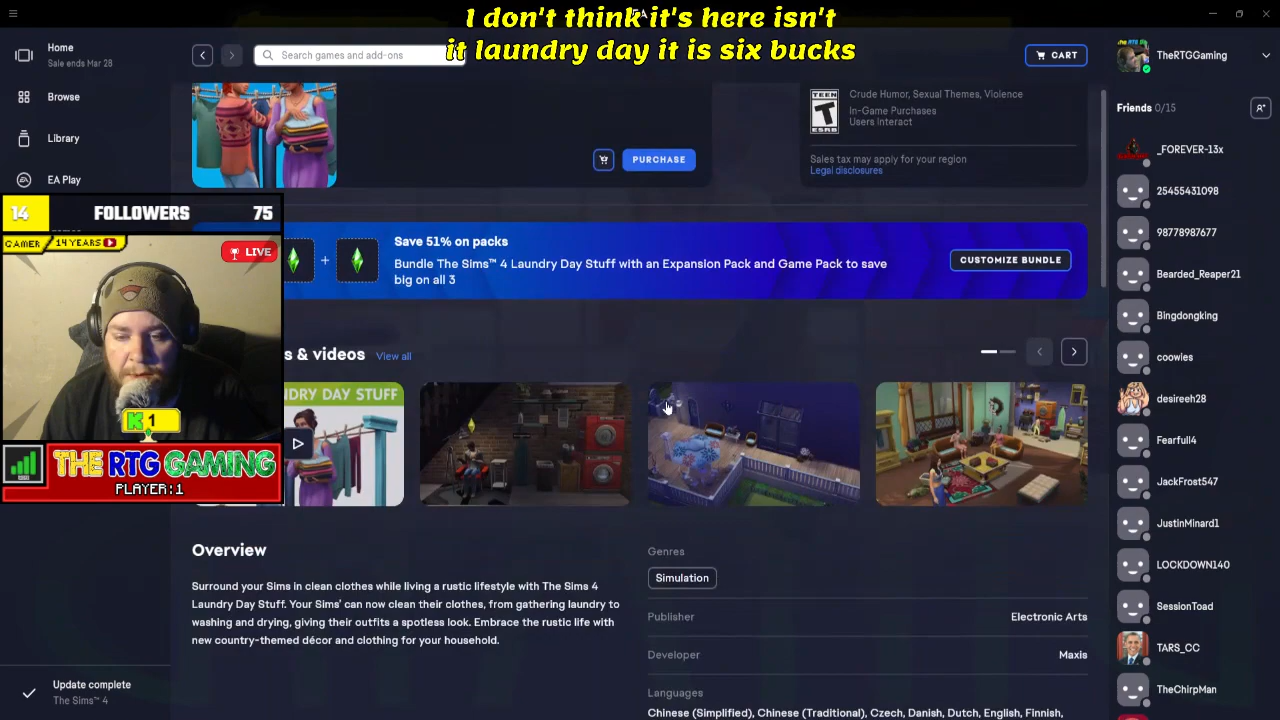 I don't think it's here isn't
it laundry day it is six bucks
Home
Sale ends Mar 28
Search games and add-ons
CART
TheRTGGaming
Browse
Library
EA Play
Friends 0/15
Crude Humor, Sexual Themes, Violence
TEEN
T
ESRB
In-Game Purchases
Users Interact
PURCHASE
Sales tax may apply for your region
Legal disclosures
14
FOLLOWERS
75
GAMER
14 YEARS
LIVE
Save 51% on packs
Bundle The Sims™ 4 Laundry Day Stuff with an Expansion Pack and Game Pack to save
big on all 3
CUSTOMIZE BUNDLE
s & videos
View all
NDRY DAY STUFF
K 1
THE RTG GAMING
PLAYER:1
Overview
Surround your Sims in clean clothes while living a rustic lifestyle with The Sims 4
Laundry Day Stuff. Your Sims' can now clean their clothes, from gathering laundry to
washing and drying, giving their outfits a spotless look. Embrace the rustic life with
new country-themed décor and clothing for your household.
Genres
Simulation
Publisher
Electronic Arts
Developer
Maxis
Languages
Chinese (Simplified), Chinese (Traditional), Czech, Danish, Dutch, English, Finnish,
Update complete
The Sims™ 4
_FOREVER-13x
25455431098
98778987677
Bearded_Reaper21
Bingdongking
coowles
desireeh28
Fearful4
JackFrost547
JustinMinard1
LOCKDOWN140
SessionToad
TARS_CC
TheChirpMan